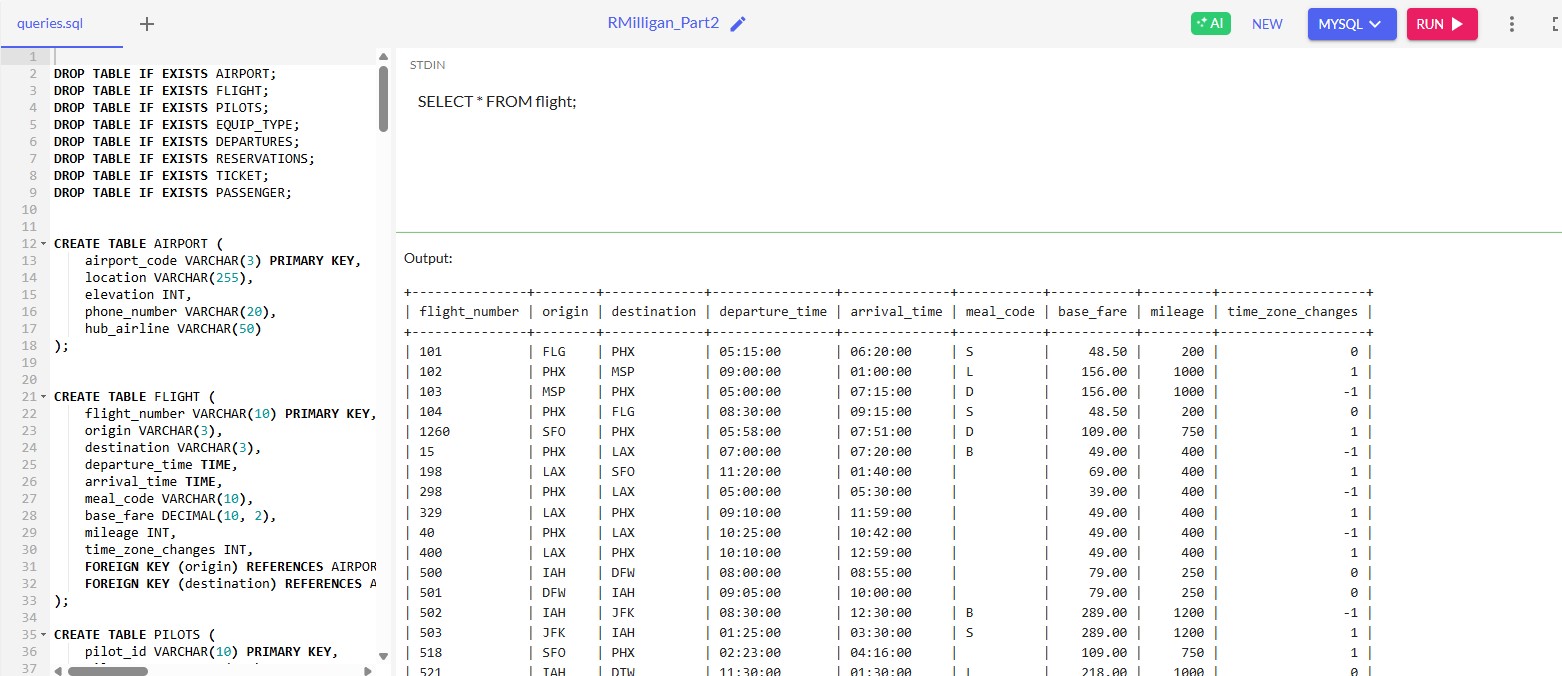 queries.sql + RMilligan_Part2 AI NEW MYSQL RUN
1
2 DROP TABLE IF EXISTS AIRPORT;
3 DROP TABLE IF EXISTS FLIGHT;
4 DROP TABLE IF EXISTS PILOTS;
5 DROP TABLE IF EXISTS EQUIP_TYPE;
6 DROP TABLE IF EXISTS DEPARTURES;
7 DROP TABLE IF EXISTS RESERVATIONS;
8 DROP TABLE IF EXISTS TICKET;
9 DROP TABLE IF EXISTS PASSENGER;
10
11
12 CREATE TABLE AIRPORT (
13 airport_code VARCHAR(3) PRIMARY KEY,
14 location VARCHAR(255),
15 elevation INT,
16 phone_number VARCHAR(20),
17 hub_airline VARCHAR(50)
18 );
19
20
21 CREATE TABLE FLIGHT (
22 flight_number VARCHAR(10) PRIMARY KEY,
23 origin VARCHAR(3),
24 destination VARCHAR(3),
25 departure_time TIME,
26 arrival_time TIME,
27 meal_code VARCHAR(10),
28 base_fare DECIMAL(10, 2),
29 mileage INT,
30 time_zone_changes INT,
31 FOREIGN KEY (origin) REFERENCES AIRPOR
32 FOREIGN KEY (destination) REFERENCES A
33 );
34
35 CREATE TABLE PILOTS (
36 pilot_id VARCHAR(10) PRIMARY KEY,
37
STDIN
SELECT * FROM flight;
Output:
+---------------+--------+-------------+----------------+--------------+-----------+-----------+---------+-------------------+
| flight_number | origin | destination | departure_time | arrival_time | meal_code | base_fare | mileage | time_zone_changes |
+---------------+--------+-------------+----------------+--------------+-----------+-----------+---------+-------------------+
| 101 | FLG | PHX | 05:15:00 | 06:20:00 | S | 48.50 | 200 | 0 |
| 102 | PHX | MSP | 09:00:00 | 01:00:00 | L | 156.00 | 1000 | 1 |
| 103 | MSP | PHX | 05:00:00 | 07:15:00 | D | 156.00 | 1000 | -1 |
| 104 | PHX | FLG | 08:30:00 | 09:15:00 | S | 48.50 | 200 | 0 |
| 1260 | SFO | PHX | 05:58:00 | 07:51:00 | D | 109.00 | 750 | 1 |
| 15 | PHX | LAX | 07:00:00 | 07:20:00 | B | 49.00 | 400 | -1 |
| 198 | LAX | SFO | 11:20:00 | 01:40:00 | | 69.00 | 400 | 1 |
| 298 | PHX | LAX | 05:00:00 | 05:30:00 | | 39.00 | 400 | -1 |
| 329 | LAX | PHX | 09:10:00 | 11:59:00 | | 49.00 | 400 | 1 |
| 40 | PHX | LAX | 10:25:00 | 10:42:00 | | 49.00 | 400 | -1 |
| 400 | LAX | PHX | 10:10:00 | 12:59:00 | | 49.00 | 400 | 1 |
| 500 | IAH | DFW | 08:00:00 | 08:55:00 | | 79.00 | 250 | 0 |
| 501 | DFW | IAH | 09:05:00 | 10:00:00 | | 79.00 | 250 | 0 |
| 502 | IAH | JFK | 08:30:00 | 12:30:00 | B | 289.00 | 1200 | -1 |
| 503 | JFK | IAH | 01:25:00 | 03:30:00 | S | 289.00 | 1200 | 1 |
| 518 | SFO | PHX | 02:23:00 | 04:16:00 | | 109.00 | 750 | 1 |
| 521 | IAH | DTW | 11:30:00 | 01:30:00 | L | 218.00 | 1000 | 0 |